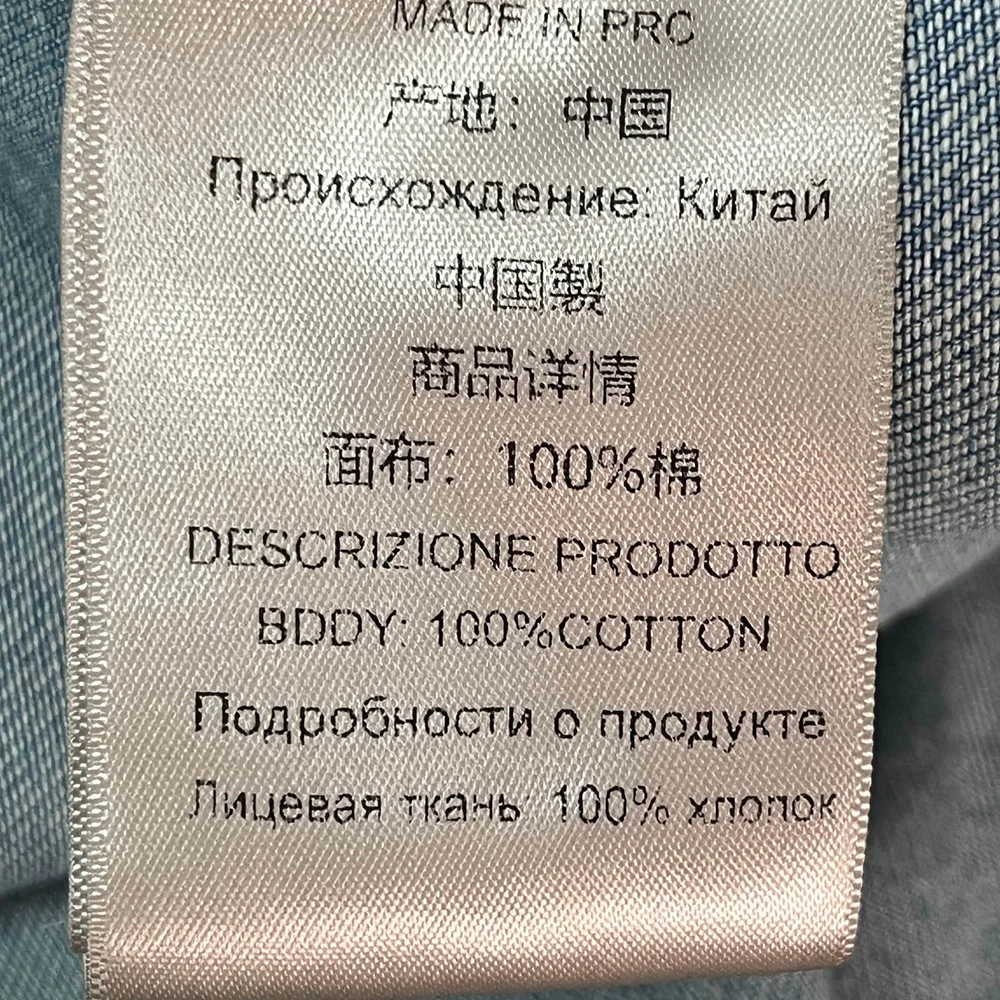 MADE IN PRC
产地：中国
Происхождение: Китай
中国製
商品详情
面布：100%棉
DESCRIZIONE PRODOTTO
BDDY: 100%COTTON
Подробности о продукте
Лицевая ткань: 100% хлопок